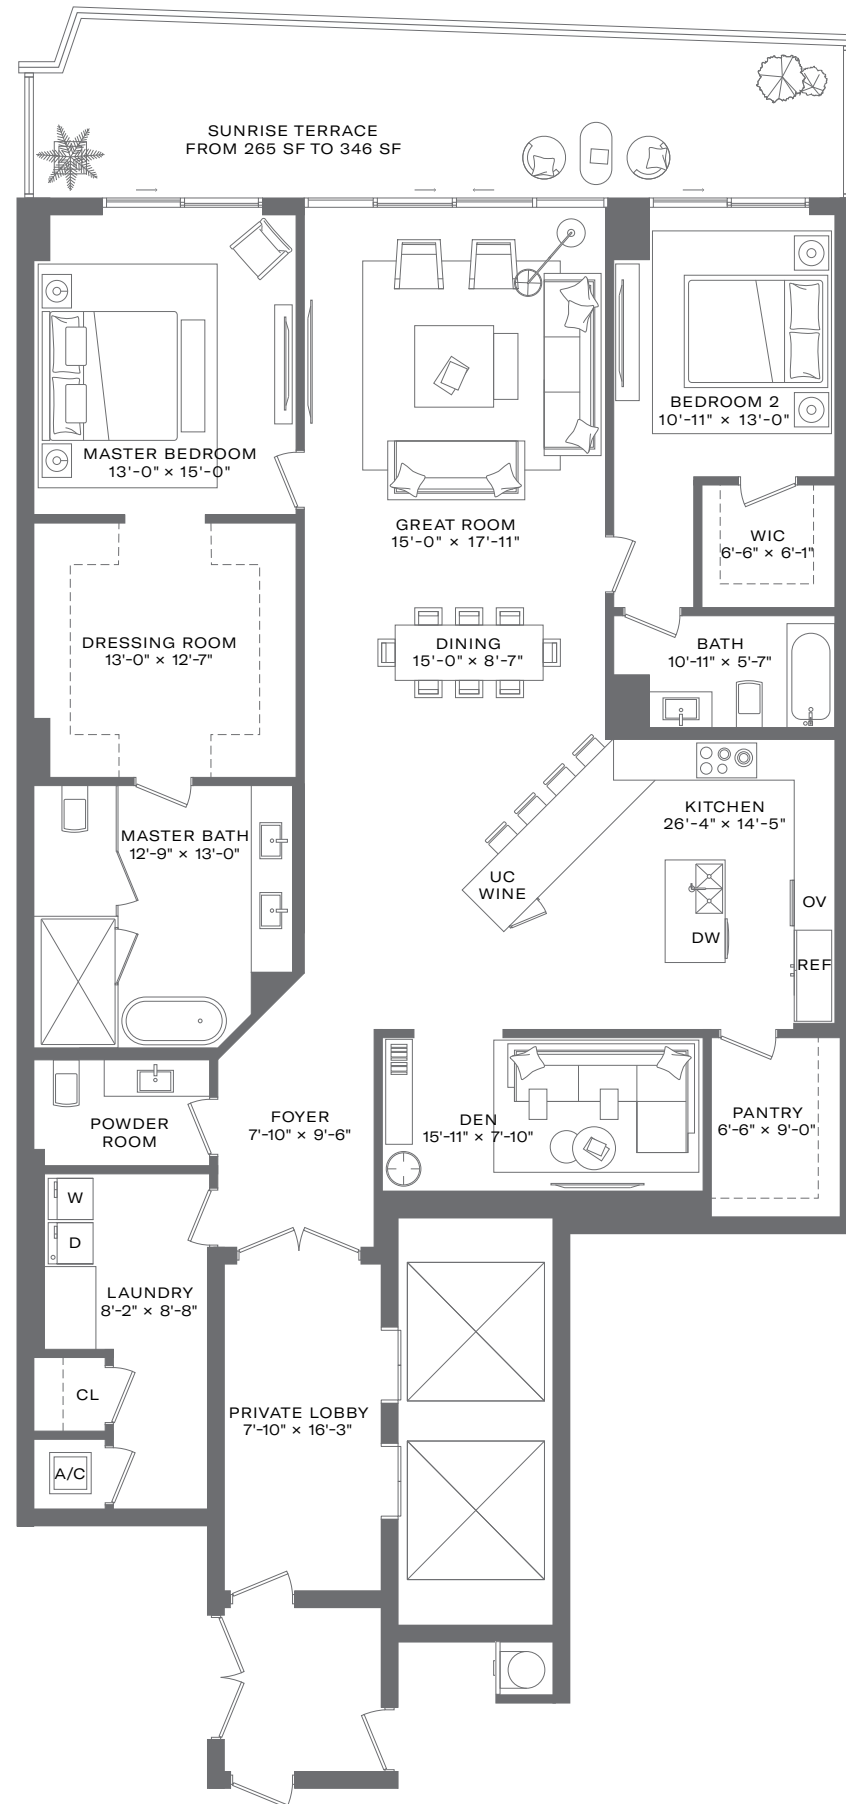 SUNRISE TERRACE
FROM 265 SF TO 346 SF
MASTER BEDROOM
13'-0" × 15'-0"
BEDROOM 2
10'-11" × 13'-0"
GREAT ROOM
15'-0" × 17'-11"
WIC
6'-6" × 6'-1"
DRESSING ROOM
13'-0" × 12'-7"
DINING
15'-0" × 8'-7"
BATH
10'-11" × 5'-7"
MASTER BATH
12'-9" × 13'-0"
KITCHEN
26'-4" × 14'-5"
UC
WINE
OV
DW
REF
POWDER
ROOM
FOYER
7'-10" × 9'-6"
DEN
15'-11" × 7'-10"
PANTRY
6'-6" × 9'-0"
W
D
LAUNDRY
8'-2" × 8'-8"
CL
PRIVATE LOBBY
7'-10" × 16'-3"
A/C